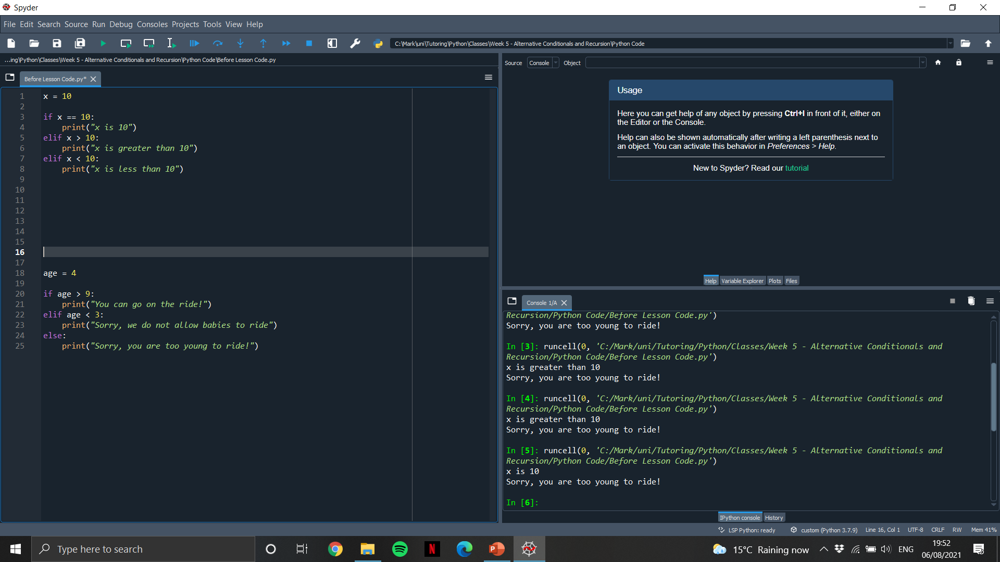 Spyder
File Edit Search Source Run Debug Consoles Projects Tools View Help
C:\Mark\uni\Tutoring\Python\Classes\Week 5 - Alternative Conditionals and Recursion\Python Code
...ing\Python\Classes\Week 5 - Alternative Conditionals and Recursion\Python Code\Before Lesson Code.py
Before Lesson Code.py*
1 x = 10
2
3 if x == 10:
4 print("x is 10")
5 elif x > 10:
6 print("x is greater than 10")
7 elif x < 10:
8 print("x is less than 10")
9
10
11
12
13
14
15
16
17
18 age = 4
19
20 if age > 9:
21 print("You can go on the ride!")
22 elif age < 3:
23 print("Sorry, we do not allow babies to ride")
24 else:
25 print("Sorry, you are too young to ride!")
Source Console Object
Usage
Here you can get help of any object by pressing Ctrl+I in front of it, either on
the Editor or the Console.
Help can also be shown automatically after writing a left parenthesis next to
an object. You can activate this behavior in Preferences > Help.
New to Spyder? Read our tutorial
Help Variable Explorer Plots Files
Console 1/A
Recursion/Python Code/Before Lesson Code.py')
Sorry, you are too young to ride!
In [3]: runcell(0, 'C:/Mark/uni/Tutoring/Python/Classes/Week 5 - Alternative Conditionals and
Recursion/Python Code/Before Lesson Code.py')
x is greater than 10
Sorry, you are too young to ride!
In [4]: runcell(0, 'C:/Mark/uni/Tutoring/Python/Classes/Week 5 - Alternative Conditionals and
Recursion/Python Code/Before Lesson Code.py')
x is greater than 10
Sorry, you are too young to ride!
In [5]: runcell(0, 'C:/Mark/uni/Tutoring/Python/Classes/Week 5 - Alternative Conditionals and
Recursion/Python Code/Before Lesson Code.py')
x is 10
Sorry, you are too young to ride!
In [6]:
IPython console History
LSP Python: ready custom (Python 3.7.9) Line 16, Col 1 UTF-8 CRLF RW Mem 41%
Type here to search
15°C Raining now
ENG
19:52
06/08/2021